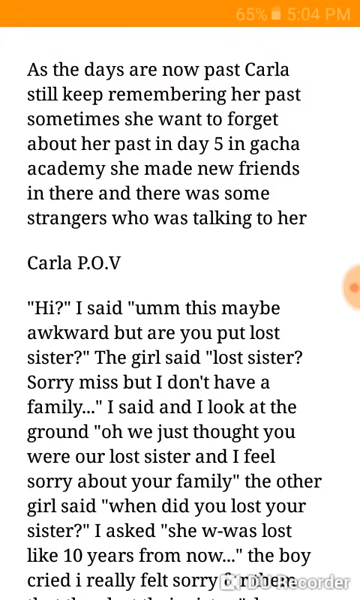 65% 5:04 PM
As the days are now past Carla
still keep remembering her past
sometimes she want to forget
about her past in day 5 in gacha
academy she made new friends
in there and there was some
strangers who was talking to her
Carla P.O.V
"Hi?" I said "umm this maybe
awkward but are you put lost
sister?" The girl said "lost sister?
Sorry miss but I don't have a
family..." I said and I look at the
ground "oh we just thought you
were our lost sister and I feel
sorry about your family" the other
girl said "when did you lost your
sister?" I asked "she w-was lost
like 10 years from now..." the boy
cried i really felt sorry for them
DU Recorder